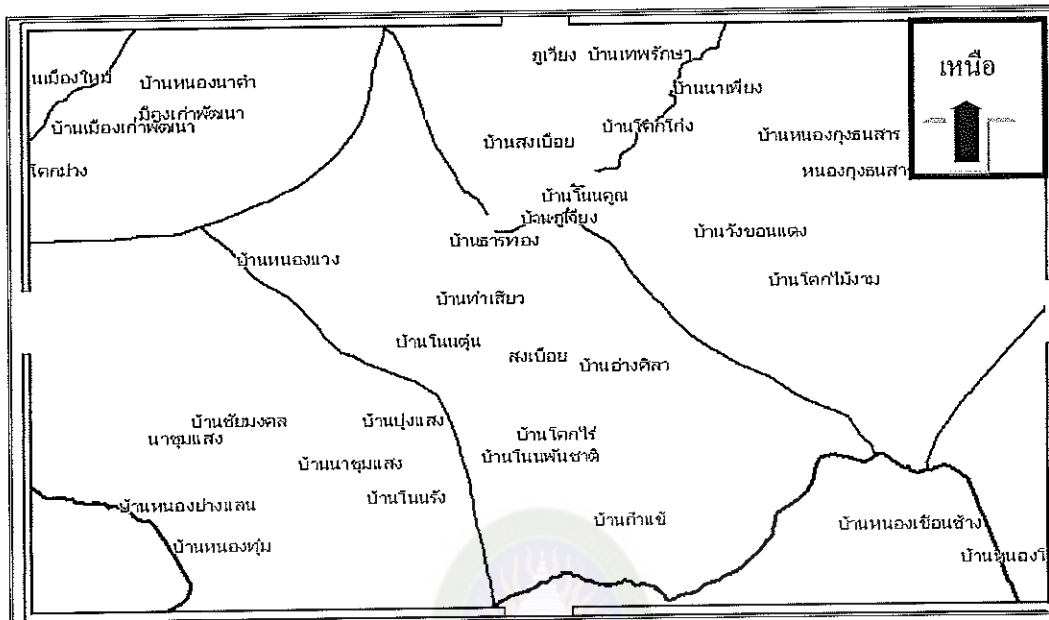 ภูเวียง บ้านเทพรักษา
เหนือ
นเมืองใหม่
บ้านหนองนาคำ
บ้านนาเพียง
เมืองเก่าพัฒนา
บ้านเมืองเก่าพัฒนา
บ้านโคกโก่ง
บ้านสงเปือย
บ้านหนองกุงธนสาร
โคกม่วง
หนองกุงธนสาร
บ้านโนนคูณ
บ้านภูเวียง
บ้านธารทอง
บ้านวังขอนแดง
บ้านหนองแวง
บ้านโคกไม้งาม
บ้านทำเสียว
บ้านโนนตุ่น
สงเปือย
บ้านอ่างศิลา
บ้านชัยมงคล
บ้านบุ่งแสง
นาชุมแสง
บ้านโคกไร่
บ้านโนนพันชาติ
บ้านนาชุมแสง
บ้านหนองย่างแลน
บ้านโนนรัง
บ้านถ้ำแข้
บ้านหนองเขื่อนช้าง
บ้านหนองทุ่ม